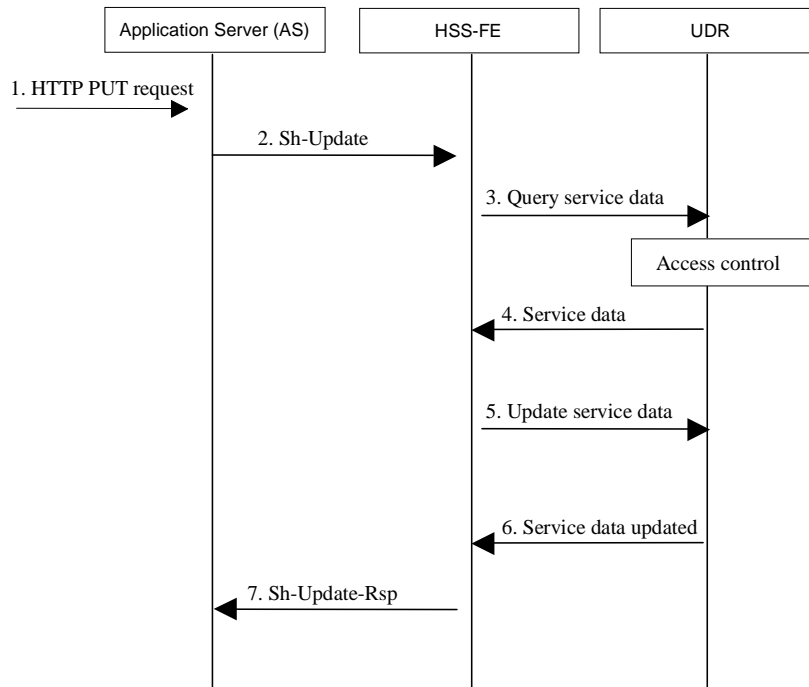 Application Server (AS)
HSS-FE
UDR
1. HTTP PUT request
2. Sh-Update
3. Query service data
Access control
4. Service data
5. Update service data
6. Service data updated
7. Sh-Update-Rsp